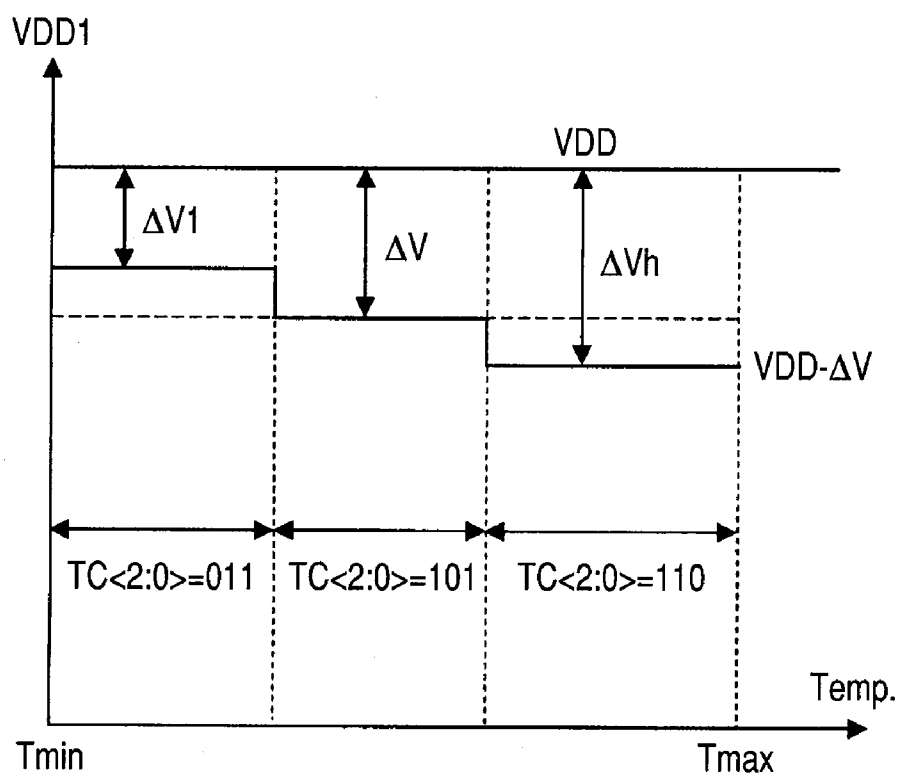 VDD1
VDD
ΔV1
ΔV
ΔVh
VDD-ΔV
TC<2:0>=011
TC<2:0>=101
TC<2:0>=110
Temp.
Tmin
Tmax